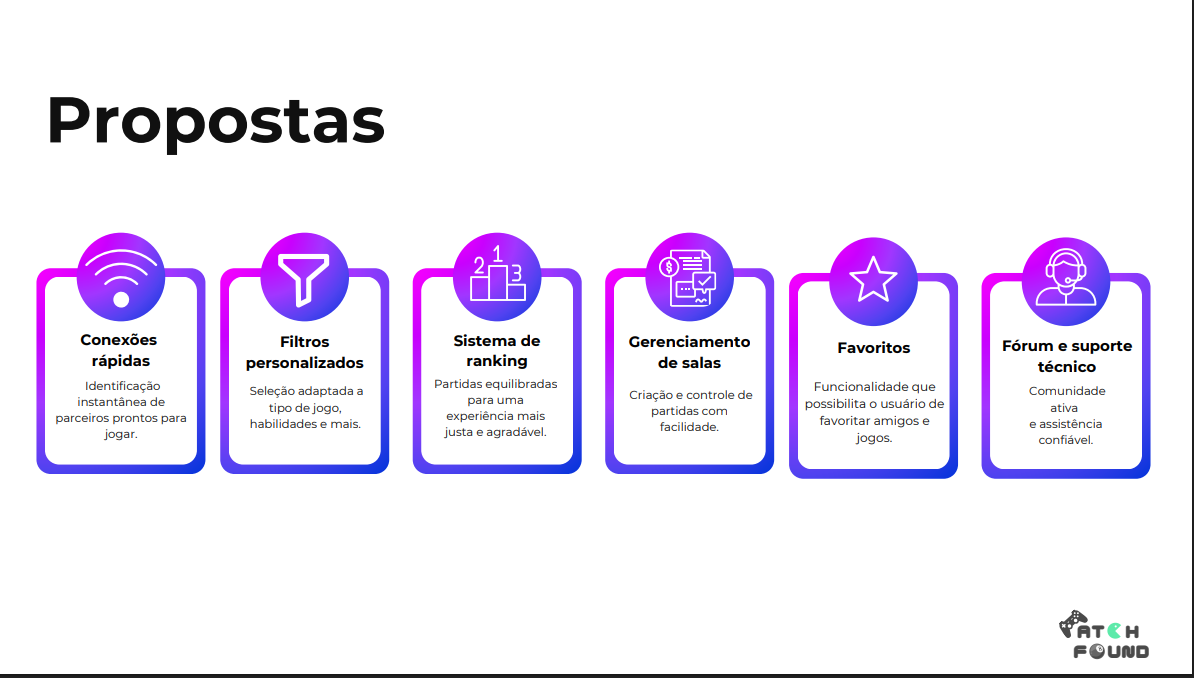 Propostas
Conexões
rápidas
Identificação
instantânea de
parceiros prontos para
jogar.
Filtros
personalizados
Seleção adaptada a
tipo de jogo,
habilidades e mais.
2 1 3
Sistema de
ranking
Partidas equilibradas
para uma
experiência mais
justa e agradável.
$
Gerenciamento
de salas
Criação e controle de
partidas com
facilidade.
Favoritos
Funcionalidade que
possibilita o usuário de
favoritar amigos e
jogos.
Fórum e suporte
técnico
Comunidade
ativa
e assistência
confiável.
ATCH
FOUND